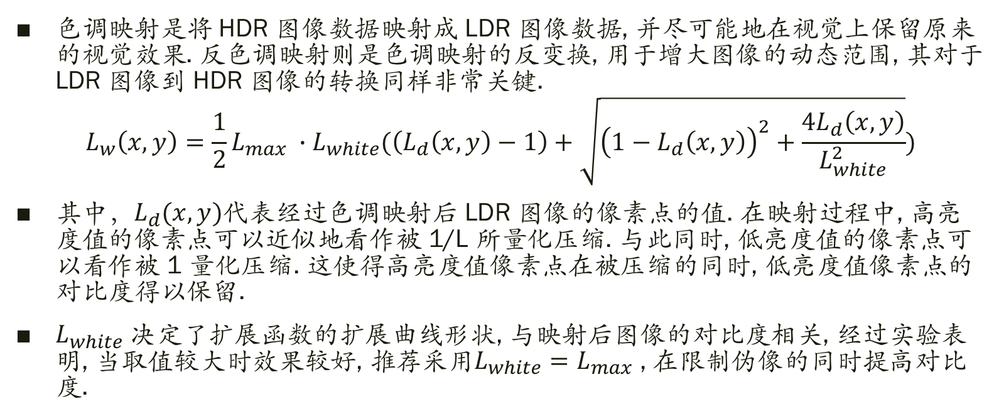 ■ 色调映射是将 HDR 图像数据映射成 LDR 图像数据, 并尽可能地在视觉上保留原来
的视觉效果. 反色调映射则是色调映射的反变换, 用于增大图像的动态范围, 其对于
LDR 图像到 HDR 图像的转换同样非常关键.
L_w(x, y) = \frac{1}{2} L_{max} \cdot L_{white}((L_d(x, y) − 1) + \sqrt{(1 − L_d(x, y))^2 + \frac{4L_d(x, y)}{L_{white}^2}})
■ 其中, L_d(x, y)代表经过色调映射后 LDR 图像的像素点的值. 在映射过程中, 高亮
度值的像素点可以近似地看作被 1/L 所量化压缩. 与此同时, 低亮度值的像素点可
以看作被 1 量化压缩. 这使得高亮度值像素点在被压缩的同时, 低亮度值像素点的
对比度得以保留.
■ L_{white} 决定了扩展函数的扩展曲线形状, 与映射后图像的对比度相关, 经过实验表
明, 当取值较大时效果较好, 推荐采用L_{white} = L_{max} , 在限制伪像的同时提高对比
度.